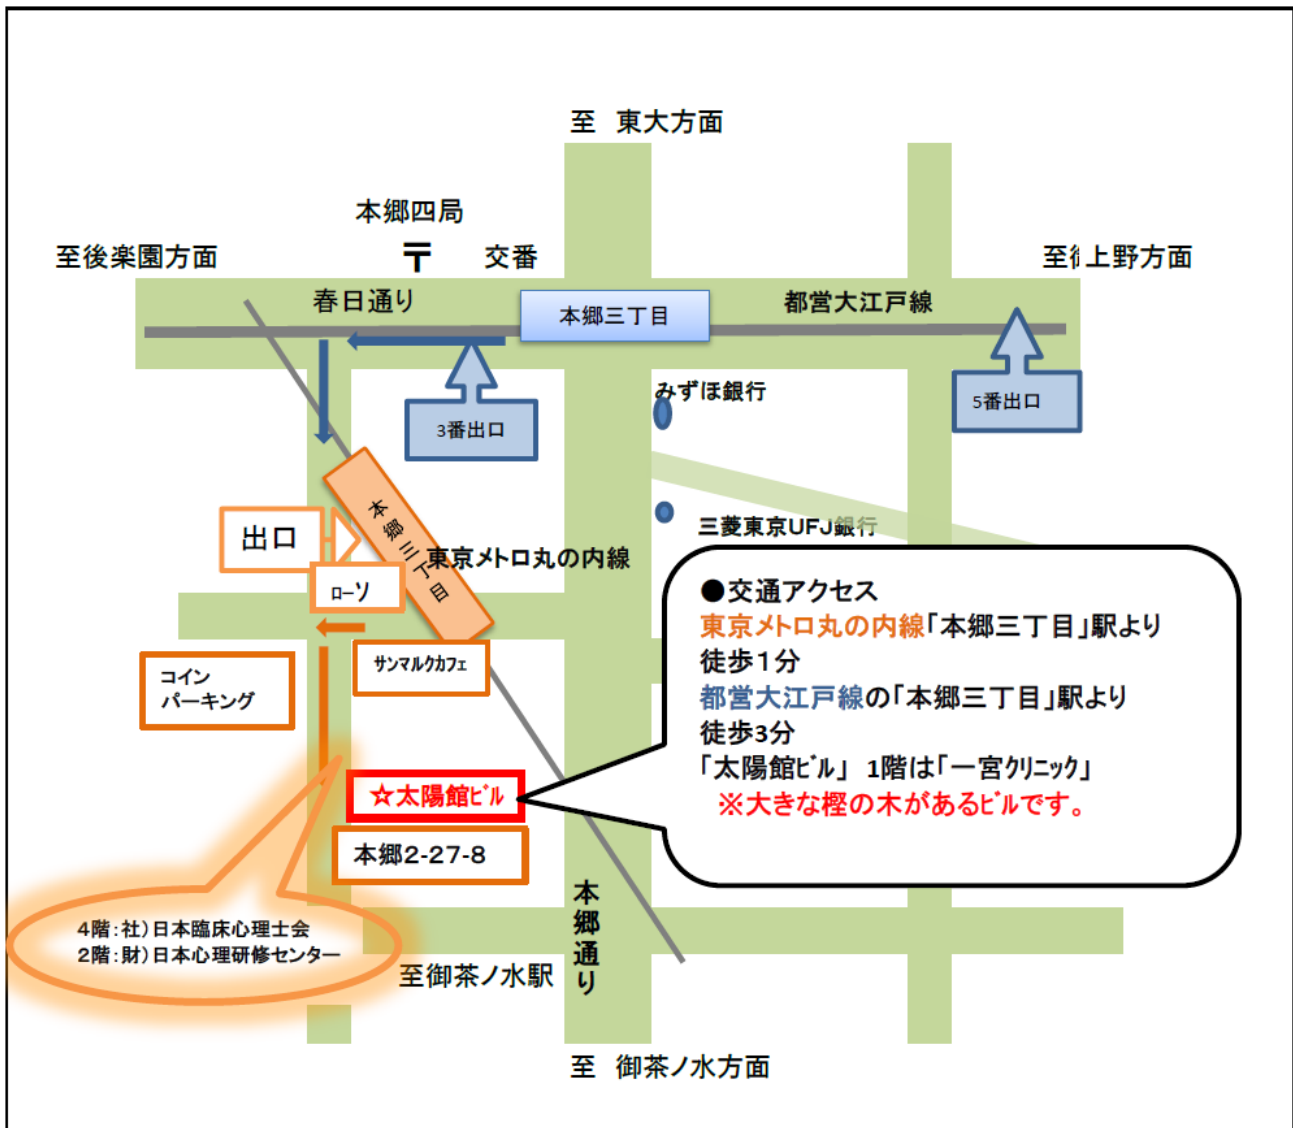 至　東大方面
本郷四局
〒
交番
至後楽園方面
至 上野方面
春日通り
本郷三丁目
都営大江戸線
みずほ銀行
3番出口
5番出口
本郷三丁目
出口
三菱東京UFJ銀行
東京メトロ丸の内線
ﾛｰｿ
サンマルクカフェ
コイン
パーキング
●交通アクセス
東京メトロ丸の内線「本郷三丁目」駅より
徒歩１分
都営大江戸線の「本郷三丁目」駅より
徒歩3分
「太陽館ﾋﾞﾙ」 1階は「一宮ｸﾘﾆｯｸ」
※大きな樫の木があるﾋﾞﾙです。
☆太陽館ﾋﾞﾙ
本郷2-27-8
4階：社）日本臨床心理士会
2階：財）日本心理研修センター
本郷通り
至御茶ノ水駅
至　御茶ノ水方面